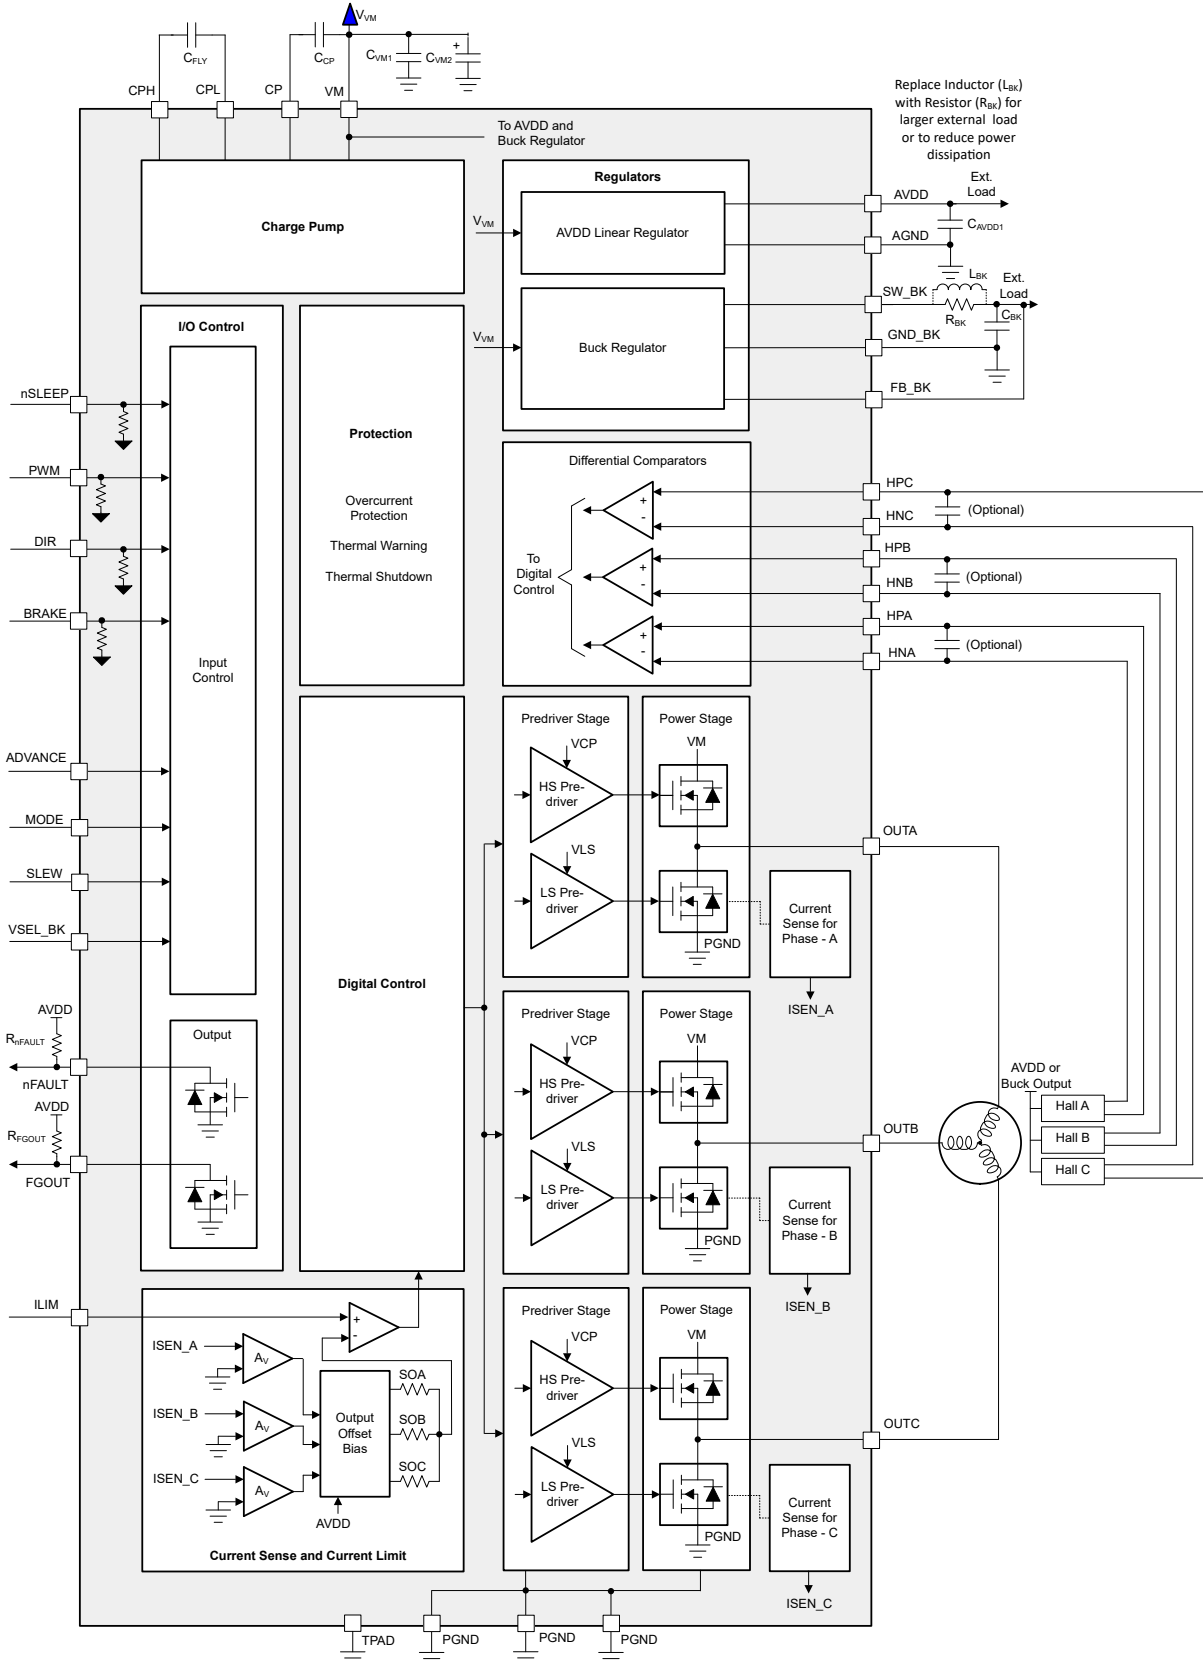 V_VM
C_FLY
C_CP
C_VM1
C_VM2
+
CPH
CPL
CP
VM
To AVDD and
Buck Regulator
Replace Inductor (L_BK)
with Resistor (R_BK) for
larger external load
or to reduce power
dissipation
Charge Pump
Regulators
V_VM
AVDD Linear Regulator
AVDD
Ext.
Load
C_AVDD1
AGND
V_VM
Buck Regulator
SW_BK
L_BK
Ext.
Load
R_BK
C_BK
GND_BK
FB_BK
I/O Control
Input
Control
nSLEEP
PWM
DIR
BRAKE
ADVANCE
MODE
SLEW
VSEL_BK
Protection
Overcurrent
Protection
Thermal Warning
Thermal Shutdown
Differential Comparators
To
Digital
Control
+
-
+
-
+
-
HPC
HNC
(Optional)
HPB
HNB
(Optional)
HPA
HNA
(Optional)
Digital Control
Predriver Stage
VCP
HS Pre-
driver
VLS
LS Pre-
driver
Power Stage
VM
PGND
OUTA
Current
Sense for
Phase - A
ISEN_A
AVDD
R_nFAULT
nFAULT
AVDD
R_FGOUT
FGOUT
Output
Predriver Stage
VCP
HS Pre-
driver
VLS
LS Pre-
driver
Power Stage
VM
PGND
OUTB
Current
Sense for
Phase - B
ISEN_B
AVDD or
Buck Output
Hall A
Hall B
Hall C
ILIM
+
-
ISEN_A
A_V
ISEN_B
A_V
ISEN_C
A_V
Output
Offset
Bias
SOA
SOB
SOC
AVDD
Current Sense and Current Limit
Predriver Stage
VCP
HS Pre-
driver
VLS
LS Pre-
driver
Power Stage
VM
PGND
OUTC
Current
Sense for
Phase - C
ISEN_C
TPAD
PGND
PGND
PGND